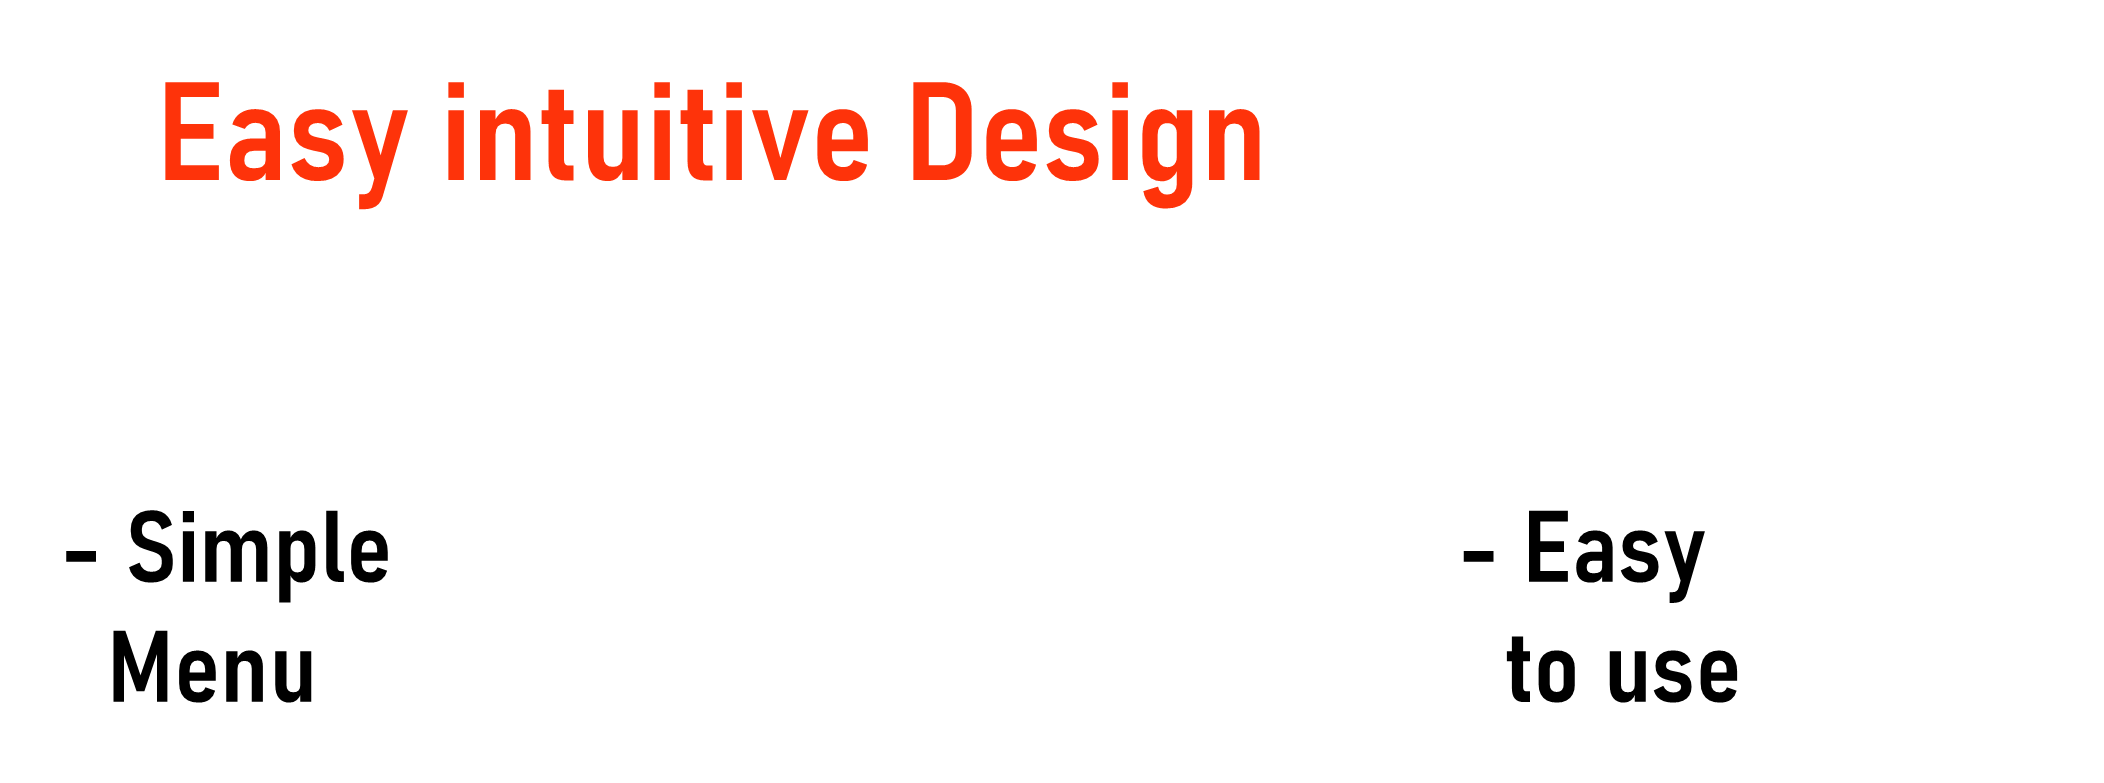 Easy intuitive Design
- Simple
Menu
- Easy
to use